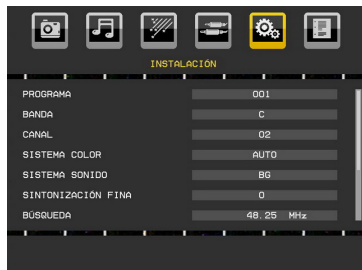 INSTALACIÓN
PROGRAMA 001
BANDA C
CANAL 02
SISTEMA COLOR AUTO
SISTEMA SONIDO BG
SINTONIZACIÓN FINA 0
BÚSQUEDA 48.25 MHz